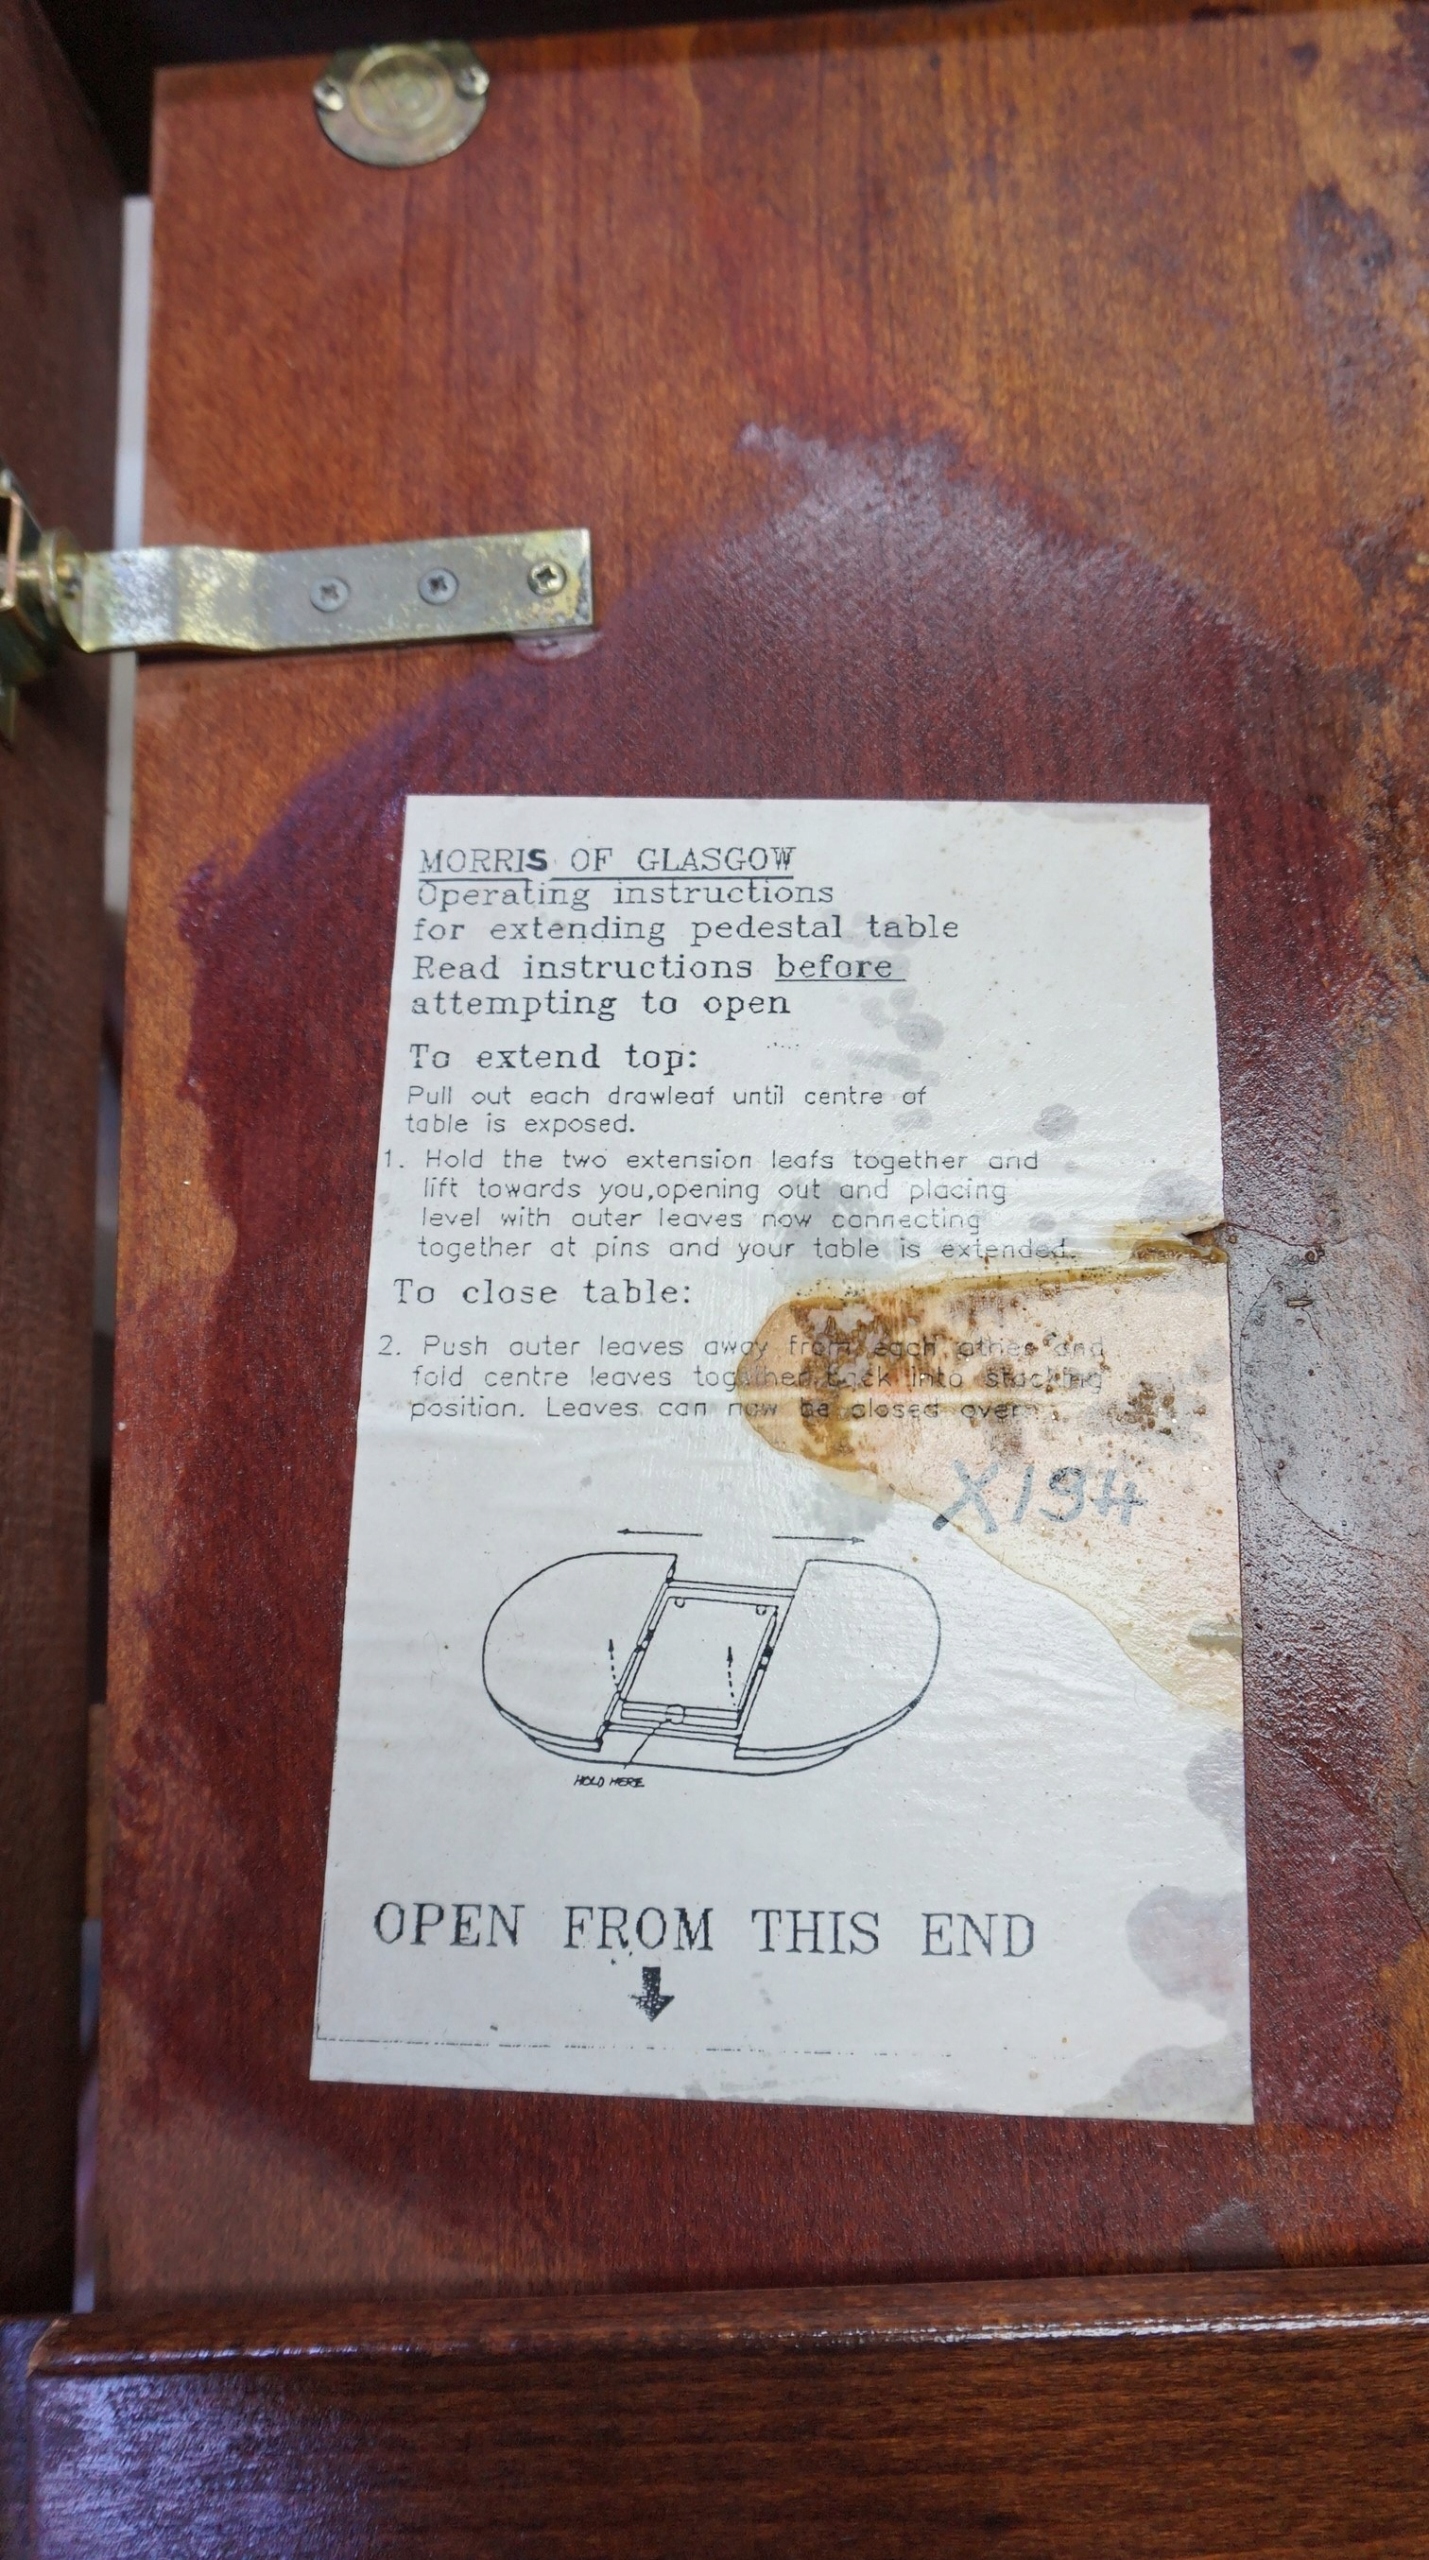 MORRIS OF GLASGOW
Operating instructions
for extending pedestal table
Read instructions before
attempting to open
To extend top:
Pull out each drawleaf until centre of
table is exposed.
1. Hold the two extension leafs together and
lift towards you,opening out and placing
level with outer leaves now connecting
together at pins and your table is extended.
To close table:
2. Push outer leaves away from each other and
fold centre leaves together back into stacking
position. Leaves can now be closed over.
X194
HOLD HERE
OPEN FROM THIS END